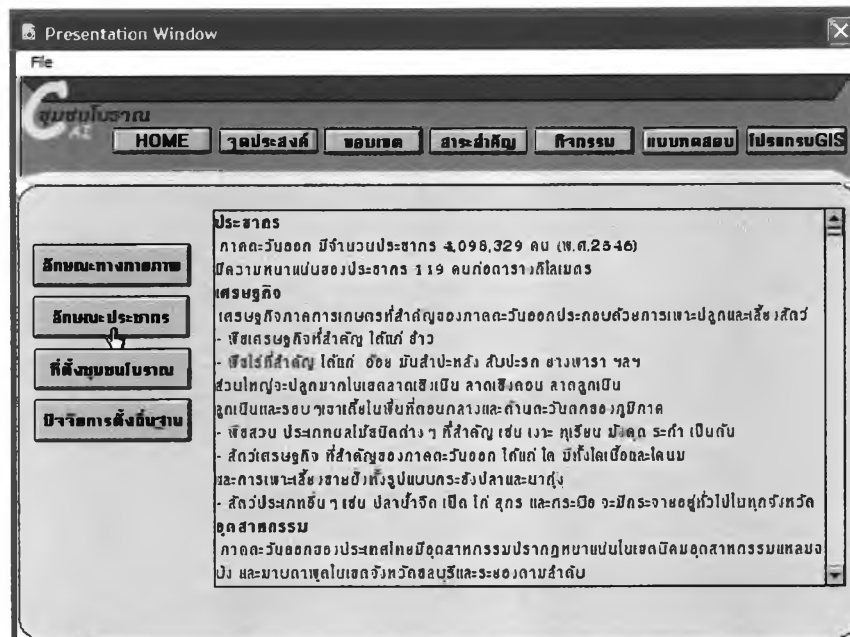 Presentation Window
File
ชุมชนโบราณ
CAI
HOME จุดประสงค์ ขอบเขต สาระสำคัญ กิจกรรม แบบทดสอบ โปรแกรมGIS
ลักษณะทางกายภาพ
ลักษณะประชากร
ที่ตั้งชุมชนโบราณ
ปัจจัยการตั้งถิ่นฐาน
ประชากร
ภาคตะวันออก มีจำนวนประชากร 4,098,329 คน (พ.ศ.2546)
มีความหนาแน่นของประชากร 119 คนต่อตารางกิโลเมตร
เศรษฐกิจ
เศรษฐกิจภาคการเกษตรที่สำคัญของภาคตะวันออกประกอบด้วยการเพาะปลูกและเลี้ยงสัตว์
- พืชเศรษฐกิจที่สำคัญ ได้แก่ ข้าว
- พืชไร่ที่สำคัญ ได้แก่ อ้อย มันสำปะหลัง สับปะรด ยางพารา ฯลฯ
ส่วนใหญ่จะปลูกมากในเขตลาดเชิงเนิน ลาดเชิงดอน ลาดลูกเนิน
ลูกเนินและรอบๆเขาเตี้ยในพื้นที่ตอนกลางและด้านตะวันตกของภูมิภาค
- พืชสวน ประเภทผลไม้ชนิดต่าง ๆ ที่สำคัญ เช่น เงาะ ทุเรียน มังคุด ระกำ เป็นต้น
- สัตว์เศรษฐกิจ ที่สำคัญของภาคตะวันออก ได้แก่ โค มีทั้งโคเนื้อและโคนม
และการเพาะเลี้ยงชายฝั่งทั้งรูปแบบกระชังปลาและนากุ้ง
- สัตว์ประเภทอื่น ๆ เช่น ปลาน้ำจืด เป็ด ไก่ สุกร และกระบือ จะมีกระจายอยู่ทั่วไปในทุกจังหวัด
อุตสาหกรรม
ภาคตะวันออกของประเทศไทยมีอุตสาหกรรมปรากฏหนาแน่นในเขตนิคมอุตสาหกรรมแหลมฉ
บัง และมาบตาพุดในเขตจังหวัดชลบุรีและระยองตามลำดับ